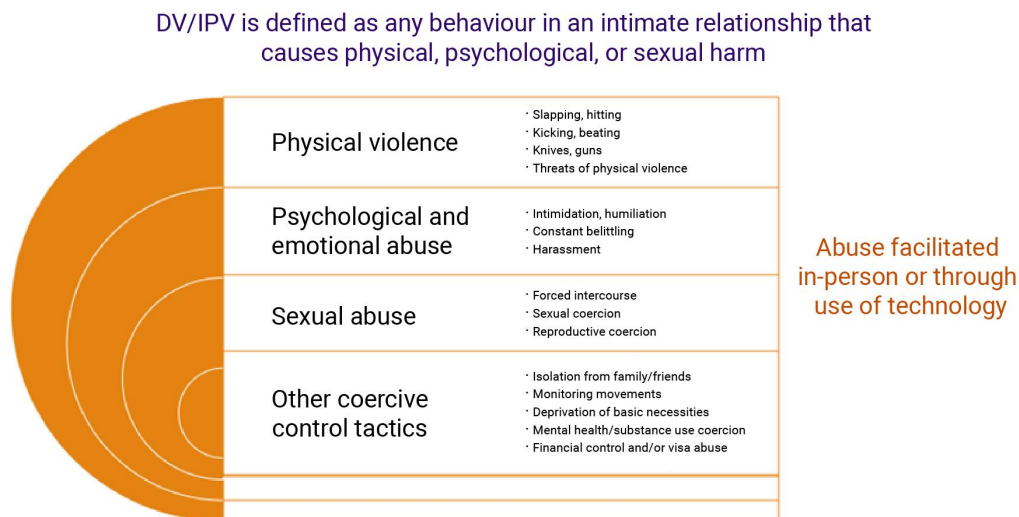 DV/IPV is defined as any behaviour in an intimate relationship that
causes physical, psychological, or sexual harm
Physical violence
· Slapping, hitting
· Kicking, beating
· Knives, guns
· Threats of physical violence
Psychological and
emotional abuse
· Intimidation, humiliation
· Constant belittling
· Harassment
Sexual abuse
· Forced intercourse
· Sexual coercion
· Reproductive coercion
Other coercive
control tactics
· Isolation from family/friends
· Monitoring movements
· Deprivation of basic necessities
· Mental health/substance use coercion
· Financial control and/or visa abuse
Abuse facilitated
in-person or through
use of technology